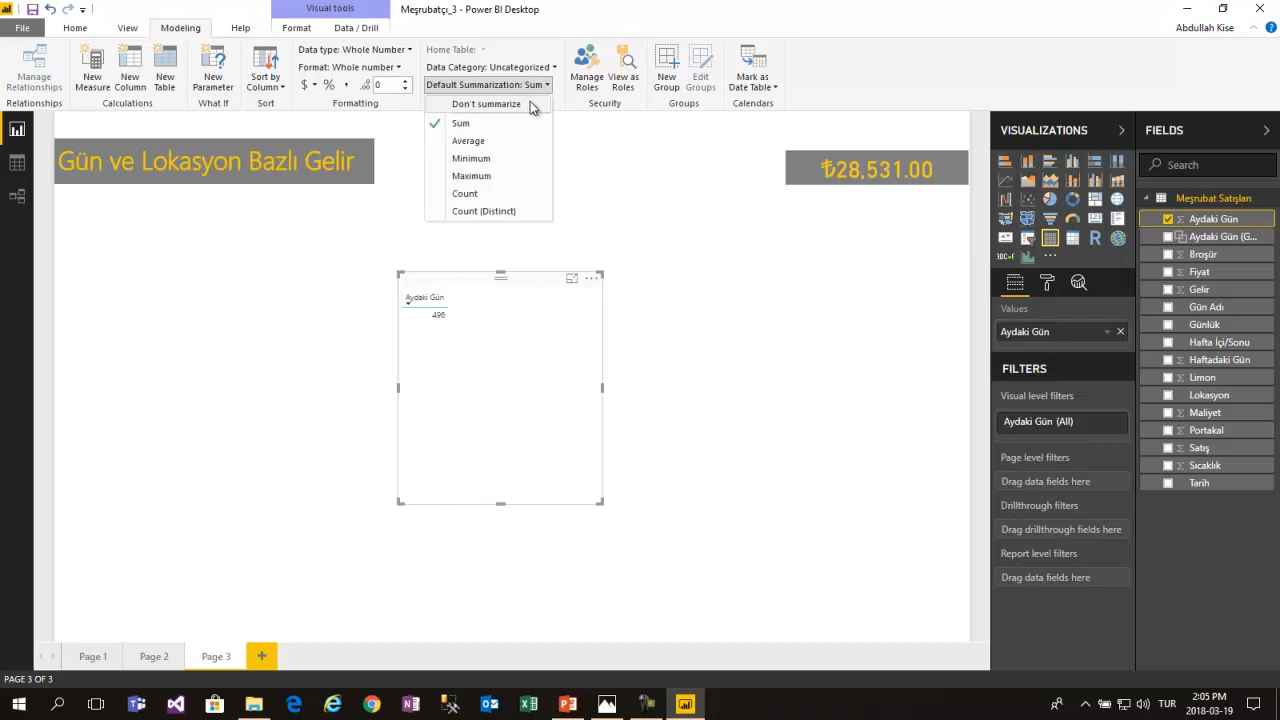 Visual tools
Meşrubatçı_3 - Power BI Desktop
File
Home
View
Modeling
Help
Format
Data / Drill
Abdullah Kise
Manage Relationships
Relationships
New Measure
New Column
New Table
Calculations
New Parameter
What If
Sort by Column
Sort
Data type: Whole Number
Format: Whole number
$ % , .00 0
Formatting
Home Table:
Data Category: Uncategorized
Default Summarization: Sum
Don't summarize
Sum
Average
Minimum
Maximum
Count
Count (Distinct)
Manage Roles
View as Roles
Security
New Group
Edit Groups
Groups
Mark as Date Table
Calendars
Gün ve Lokasyon Bazlı Gelir
₺28,531.00
Aydaki Gün
496
VISUALIZATIONS
Values
Aydaki Gün
FILTERS
Visual level filters
Aydaki Gün (All)
Page level filters
Drag data fields here
Drillthrough filters
Drag drillthrough fields here
Report level filters
Drag data fields here
FIELDS
Search
Meşrubat Satışları
Aydaki Gün
Aydaki Gün (G...
Broşür
Fiyat
Gelir
Gün Adı
Günlük
Hafta İçi/Sonu
Haftadaki Gün
Limon
Lokasyon
Maliyet
Portakal
Satış
Sıcaklık
Tarih
Page 1
Page 2
Page 3
PAGE 3 OF 3
TUR
2:05 PM
2018-03-19